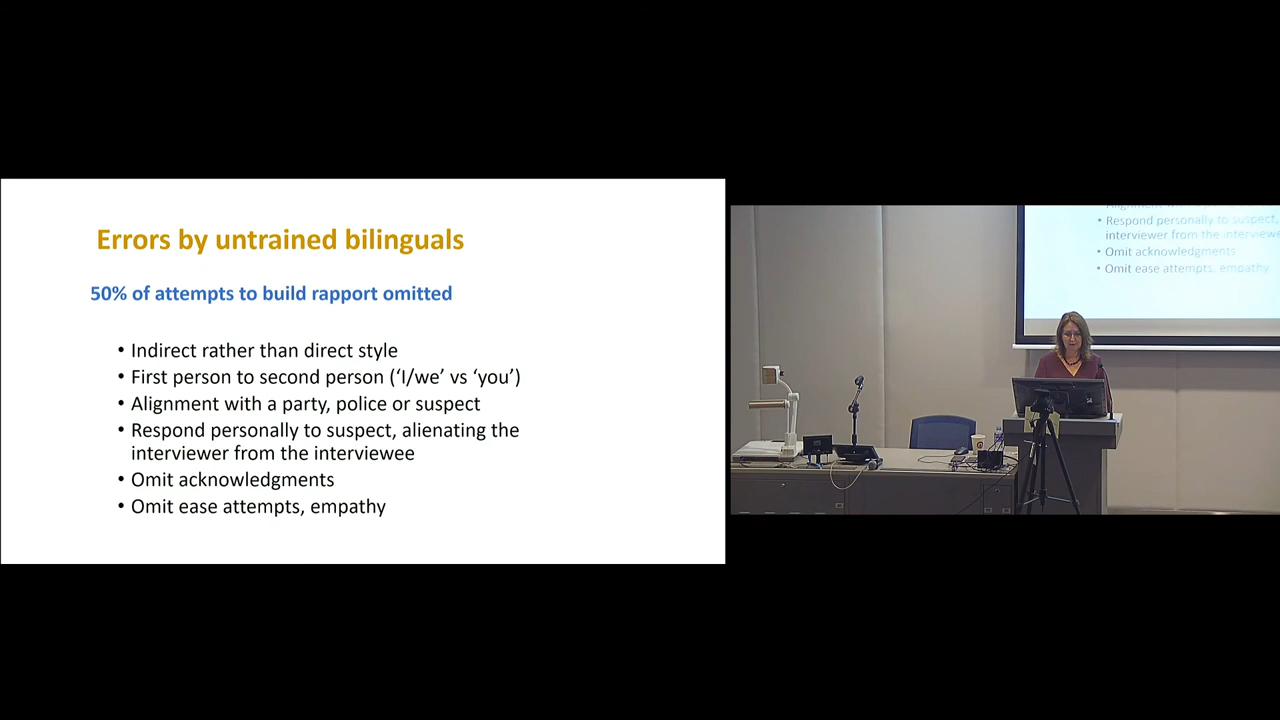 Errors by untrained bilinguals
50% of attempts to build rapport omitted
• Indirect rather than direct style
• First person to second person (‘I/we’ vs ‘you’)
• Alignment with a party, police or suspect
• Respond personally to suspect, alienating the
interviewer from the interviewee
• Omit acknowledgments
• Omit ease attempts, empathy
• Respond personally to suspect,
interviewer from the interviewe
• Omit acknowledgments
• Omit ease attempts, empathy